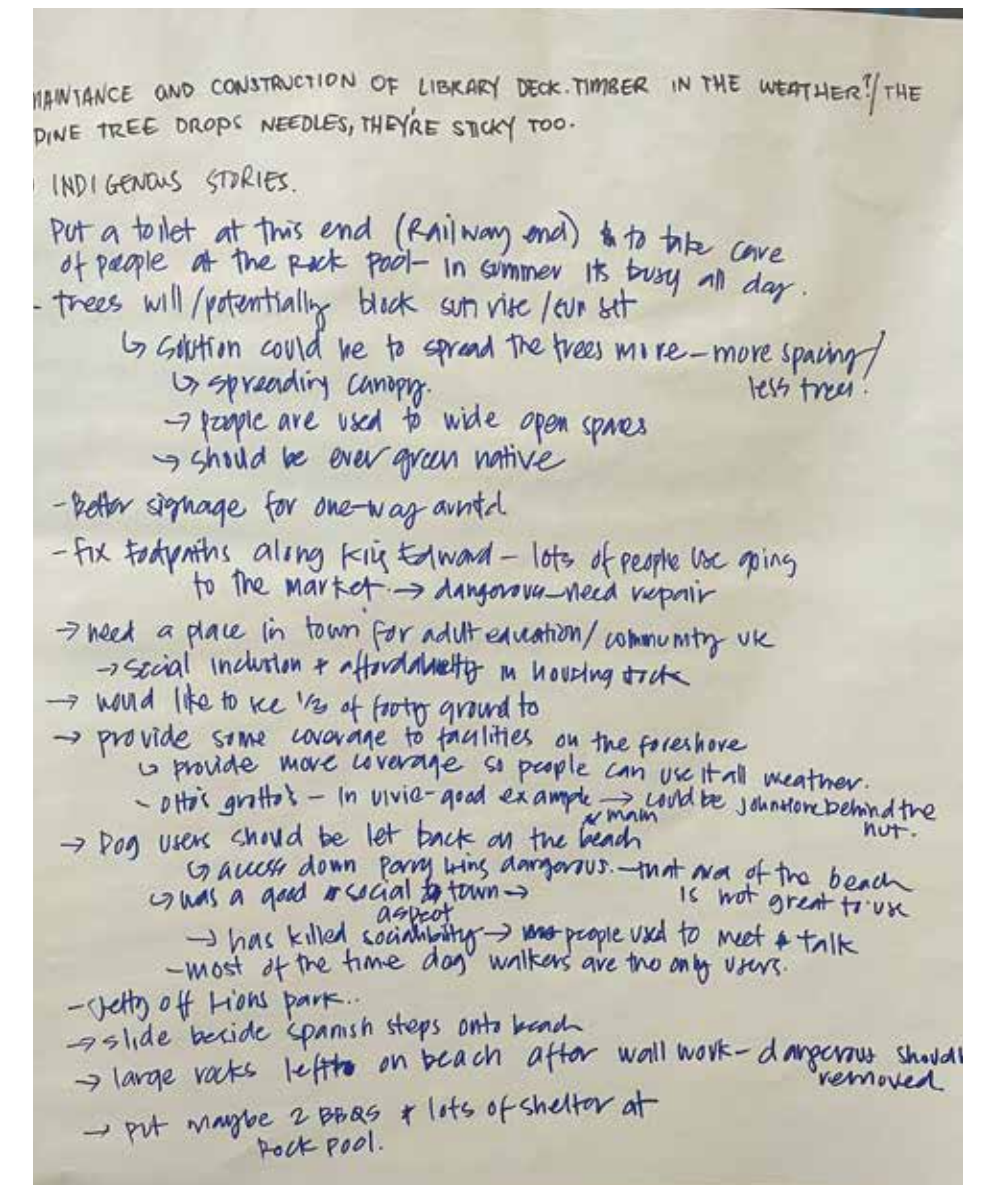 MAINTANCE AND CONSTRUCTION OF LIBRARY DECK. TIMBER IN THE WEATHER?/THE
PINE TREE DROPS NEEDLES, THEY'RE STICKY TOO.
INDIGENOUS STORIES.
Put a toilet at this end (Railway end) to take care
of people at the Rock Pool- in summer its busy all day.
- trees will/potentially block sun rise/sun set
↳ Solution could be to spread the trees more - more spacing/
less trees!
↳ spreading canopy.
→ people are used to wide open spaces
→ should be ever green native
- Better signage for one-way
- fix footpaths along King Edward - lots of people use going
to the market. → dangerous - need repair
→ need a place in town for adult education/community use
→ social inclusion + affordability in housing stock
→ would like to see 1/3 of footy ground to
→ provide some coverage to facilities on the foreshore
↳ provide more coverage so people can use it all weather.
- Otto's grotto's - In vivid - good example → could be behind the
nut.
→ Dog users should be let back on the main beach
↳ access down Parry being dangerous. - that area of the beach
is not great to use
↳ has a good social aspect to town →
→ has killed sociability → people used to meet & talk
- most of the time dog walkers are the only users.
- Jetty off Lions park..
→ slide beside Spanish steps onto beach
→ large rocks left on beach after wall work - dangerous should
removed
→ put maybe 2 BBQS & lots of shelter at
Rock Pool.